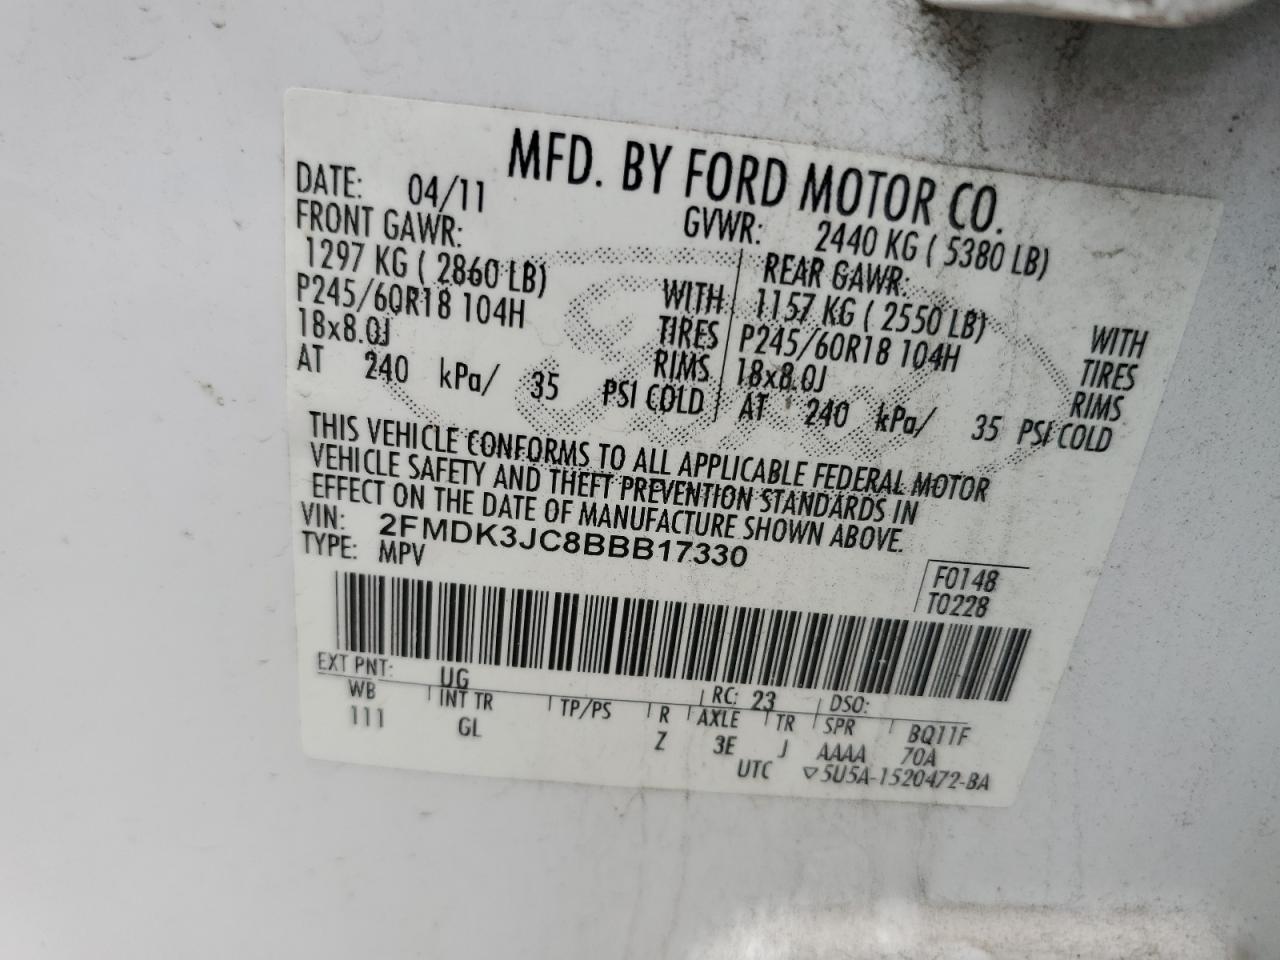 MFD. BY FORD MOTOR CO.
DATE: 04/11 GVWR: 2440 KG ( 5380 LB)
FRONT GAWR: REAR GAWR:
1297 KG ( 2860 LB) WITH 1157 KG ( 2550 LB) WITH
P245/60R18 104H TIRES P245/60R18 104H TIRES
18x8.0J RIMS 18x8.0J RIMS
AT 240 kPa/ 35 PSI COLD AT 240 kPa/ 35 PSI COLD
THIS VEHICLE CONFORMS TO ALL APPLICABLE FEDERAL MOTOR
VEHICLE SAFETY AND THEFT PREVENTION STANDARDS IN
EFFECT ON THE DATE OF MANUFACTURE SHOWN ABOVE.
VIN: 2FMDK3JC8BBB17330
TYPE: MPV
F0148
T0228
EXT PNT: UG RC: 23 DSO:
WB INT TR TP/PS R AXLE TR SPR BQ11F
111 GL Z 3E J AAAA 70A
UTC ▽5U5A-1520472-BA